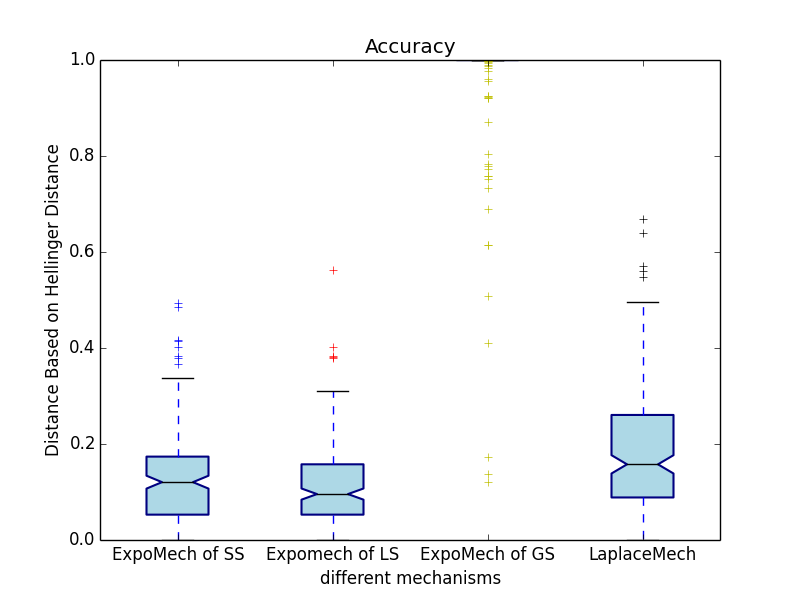 Accuracy
Distance Based on Hellinger Distance
1.0
0.8
0.6
0.4
0.2
0.0
ExpoMech of SS
Expomech of LS
ExpoMech of GS
LaplaceMech
different mechanisms